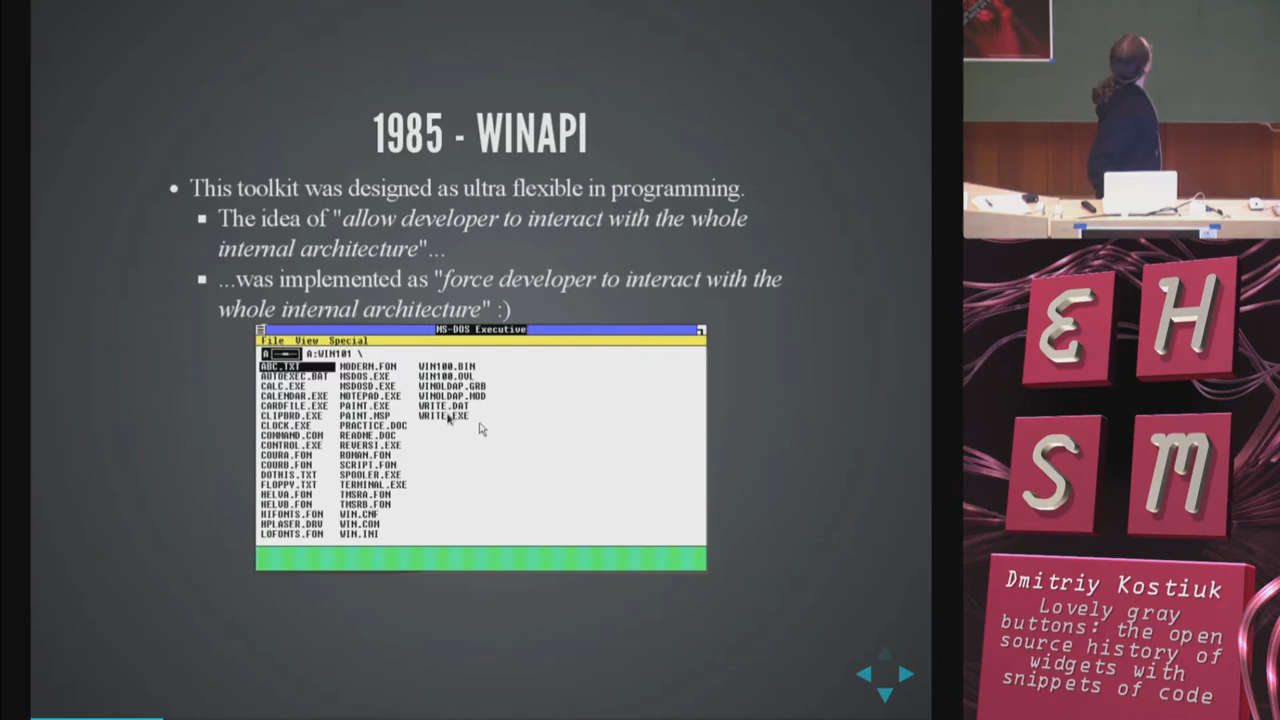 1985 - WINAPI
This toolkit was designed as ultra flexible in programming.
The idea of "allow developer to interact with the whole
internal architecture"...
...was implemented as "force developer to interact with the
whole internal architecture" :)
MS-DOS Executive
File View Special
A A:WIN101 \
ABC.TXT MODERN.FON WIN100.BIN
AUTOEXEC.BAT MSDOS.EXE WIN100.OVL
CALC.EXE MSDOSD.EXE WINOLDAP.GRB
CALENDAR.EXE NOTEPAD.EXE WINOLDAP.MOD
CARDFILE.EXE PAINT.EXE WRITE.DAT
CLIPBRD.EXE PAINT.MSP WRITE.EXE
CLOCK.EXE PRACTICE.DOC
COMMAND.COM README.DOC
CONTROL.EXE REVERSI.EXE
COURA.FON ROMAN.FON
COURB.FON SCRIPT.FON
DOTHIS.TXT SPOOLER.EXE
FLOPPY.TXT TERMINAL.EXE
HELVA.FON TMSRA.FON
HELVB.FON TMSRB.FON
HIFONTS.FON WIN.CNF
HPLASER.DRV WIN.COM
LOFONTS.FON WIN.INI
EH
SM
Dmitriy Kostiuk
Lovely gray
buttons: the open
source history of
widgets with
snippets of code